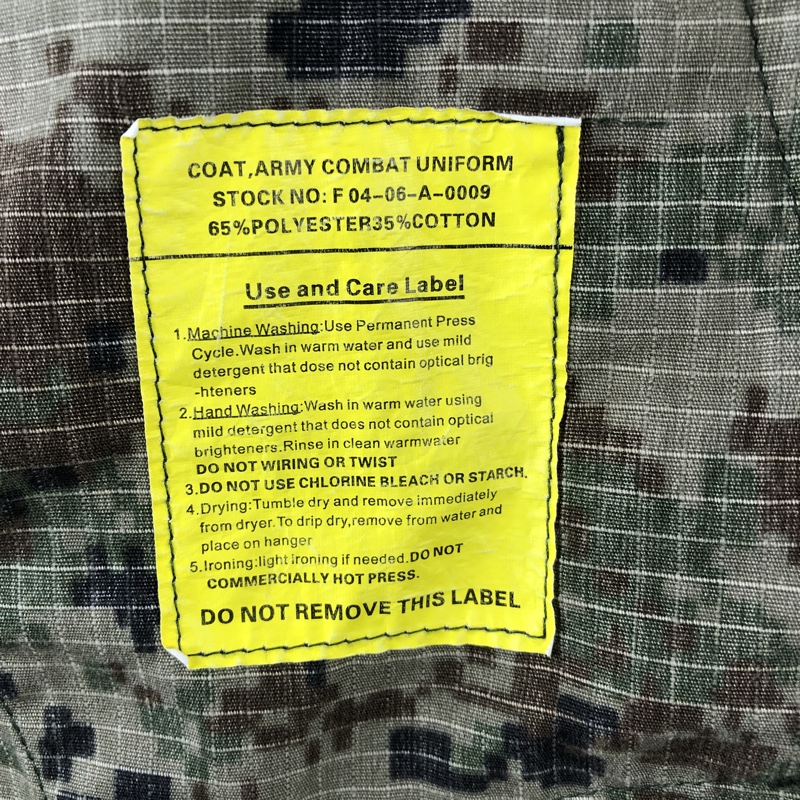 COAT,ARMY COMBAT UNIFORM
STOCK NO: F 04-06-A-0009
65%POLYESTER35%COTTON
Use and Care Label
1.Machine Washing:Use Permanent Press
Cycle.Wash in warm water and use mild
detergent that dose not contain optical brig
-hteners
2.Hand Washing:Wash in warm water using
mild detergent that does not contain optical
brighteners.Rinse in clean warmwater
DO NOT WIRING OR TWIST
3.DO NOT USE CHLORINE BLEACH OR STARCH.
4.Drying:Tumble dry and remove immediately
from dryer.To drip dry,remove from water and
place on hanger
5.Ironing:light ironing if needed.DO NOT
COMMERCIALLY HOT PRESS.
DO NOT REMOVE THIS LABEL